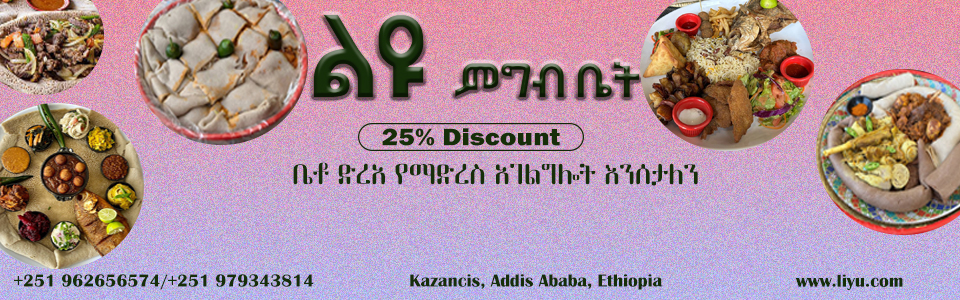 ልዩ ምግብ ቤት
25% Discount
ቤቶ ድረስ የማድረስ አገልግሎት እንሰታለን
+251 962656574/+251 979343814
Kazancis, Addis Ababa, Ethiopia
www.liyu.com